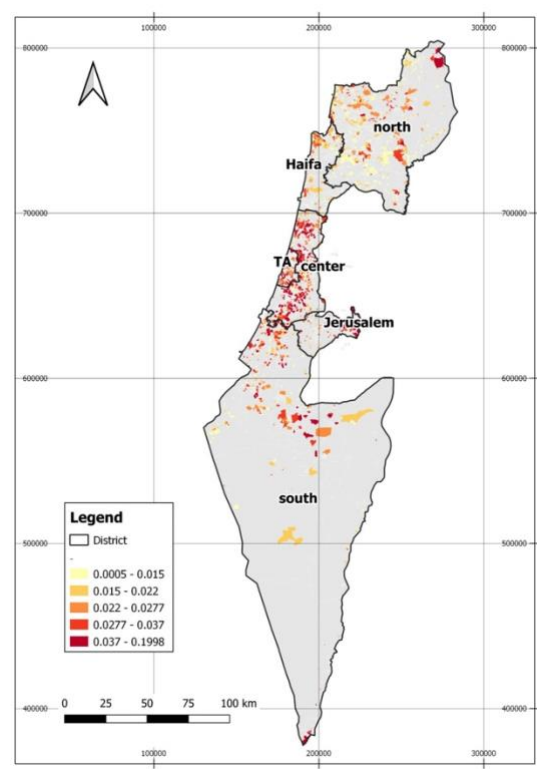 100000 200000 300000
800000 800000
north
Haifa
700000 700000
TA center
Jerusalem
600000 600000
south
Legend
District
-
0.0005 - 0.015
0.015 - 0.022
0.022 - 0.0277
0.0277 - 0.037
0.037 - 0.1998
500000 500000
0 25 50 75 100 km
400000 400000
100000 200000 300000